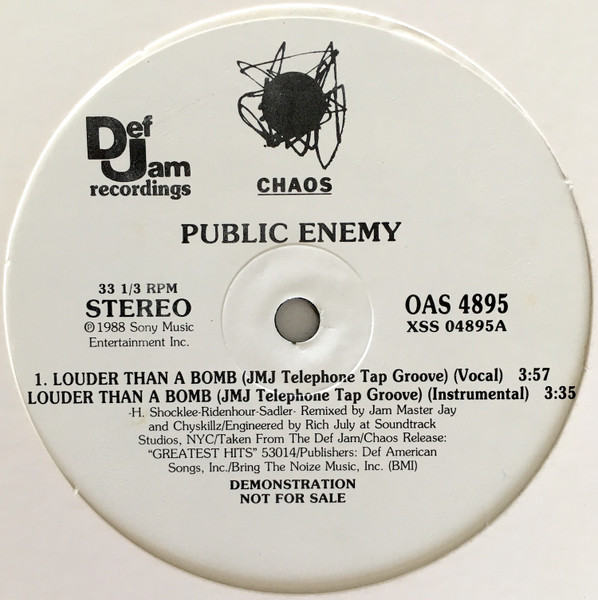 Def
Jam
recordings
CHAOS
PUBLIC ENEMY
33 1/3 RPM
STEREO
℗1988 Sony Music
Entertainment Inc.
OAS 4895
XSS 04895A
1. LOUDER THAN A BOMB (JMJ Telephone Tap Groove) (Vocal) 3:57
LOUDER THAN A BOMB (JMJ Telephone Tap Groove) (Instrumental) 3:35
-H. Shocklee-Ridenhour-Sadler- Remixed by Jam Master Jay
and Chyskillz/Engineered by Rich July at Soundtrack
Studios, NYC/Taken From The Def Jam/Chaos Release:
“GREATEST HITS” 53014/Publishers: Def American
Songs, Inc./Bring The Noize Music, Inc. (BMI)
DEMONSTRATION
NOT FOR SALE